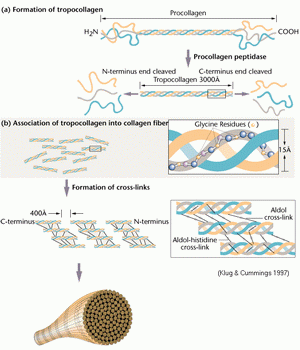 (a) Formation of tropocollagen
Procollagen
H₂N
COOH
Procollagen peptidase
N-terminus end cleaved
C-terminus end cleaved
Tropocollagen 3000Å
(b) Association of tropocollagen into collagen fiber
Glycine Residues ( )
15Å
Formation of cross-links
400Å
C-terminus
N-terminus
Aldol
cross-link
Aldol-histidine
cross-link
(Klug & Cummings 1997)